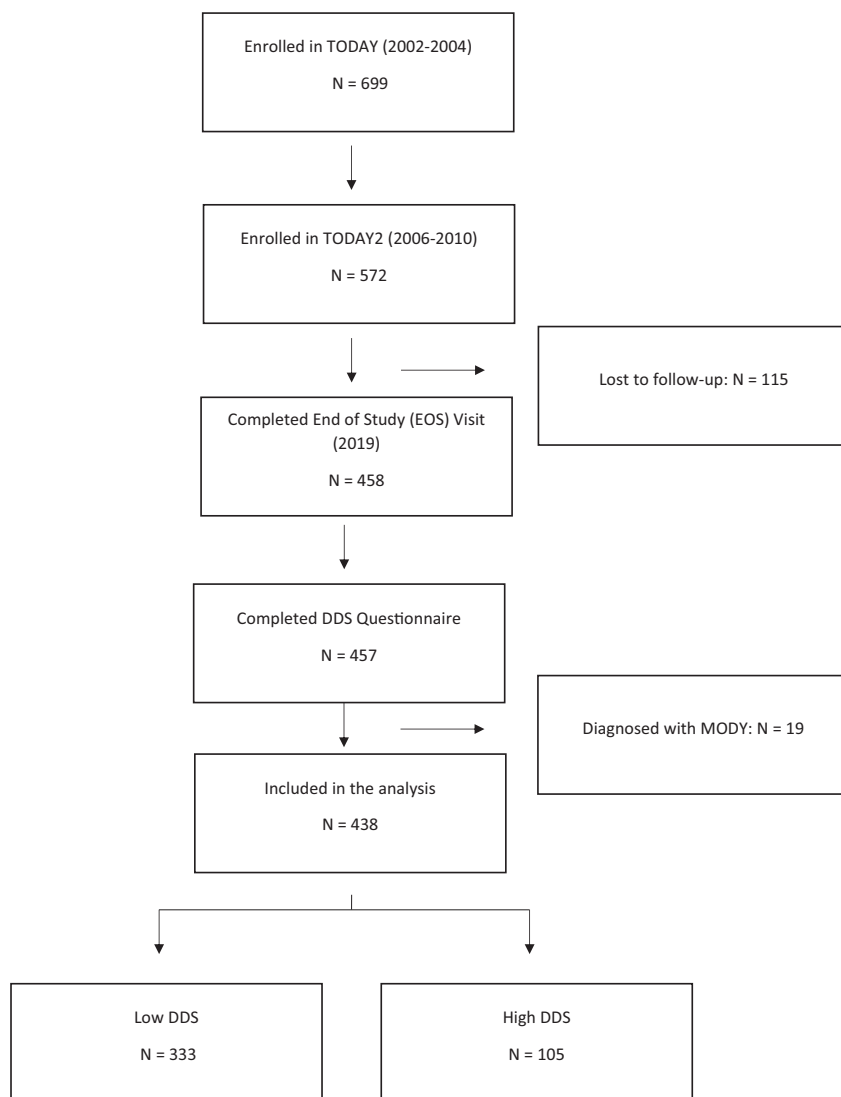 Enrolled in TODAY (2002-2004)
N = 699
Enrolled in TODAY2 (2006-2010)
N = 572
Lost to follow-up: N = 115
Completed End of Study (EOS) Visit
(2019)
N = 458
Completed DDS Questionnaire
N = 457
Diagnosed with MODY: N = 19
Included in the analysis
N = 438
Low DDS
N = 333
High DDS
N = 105